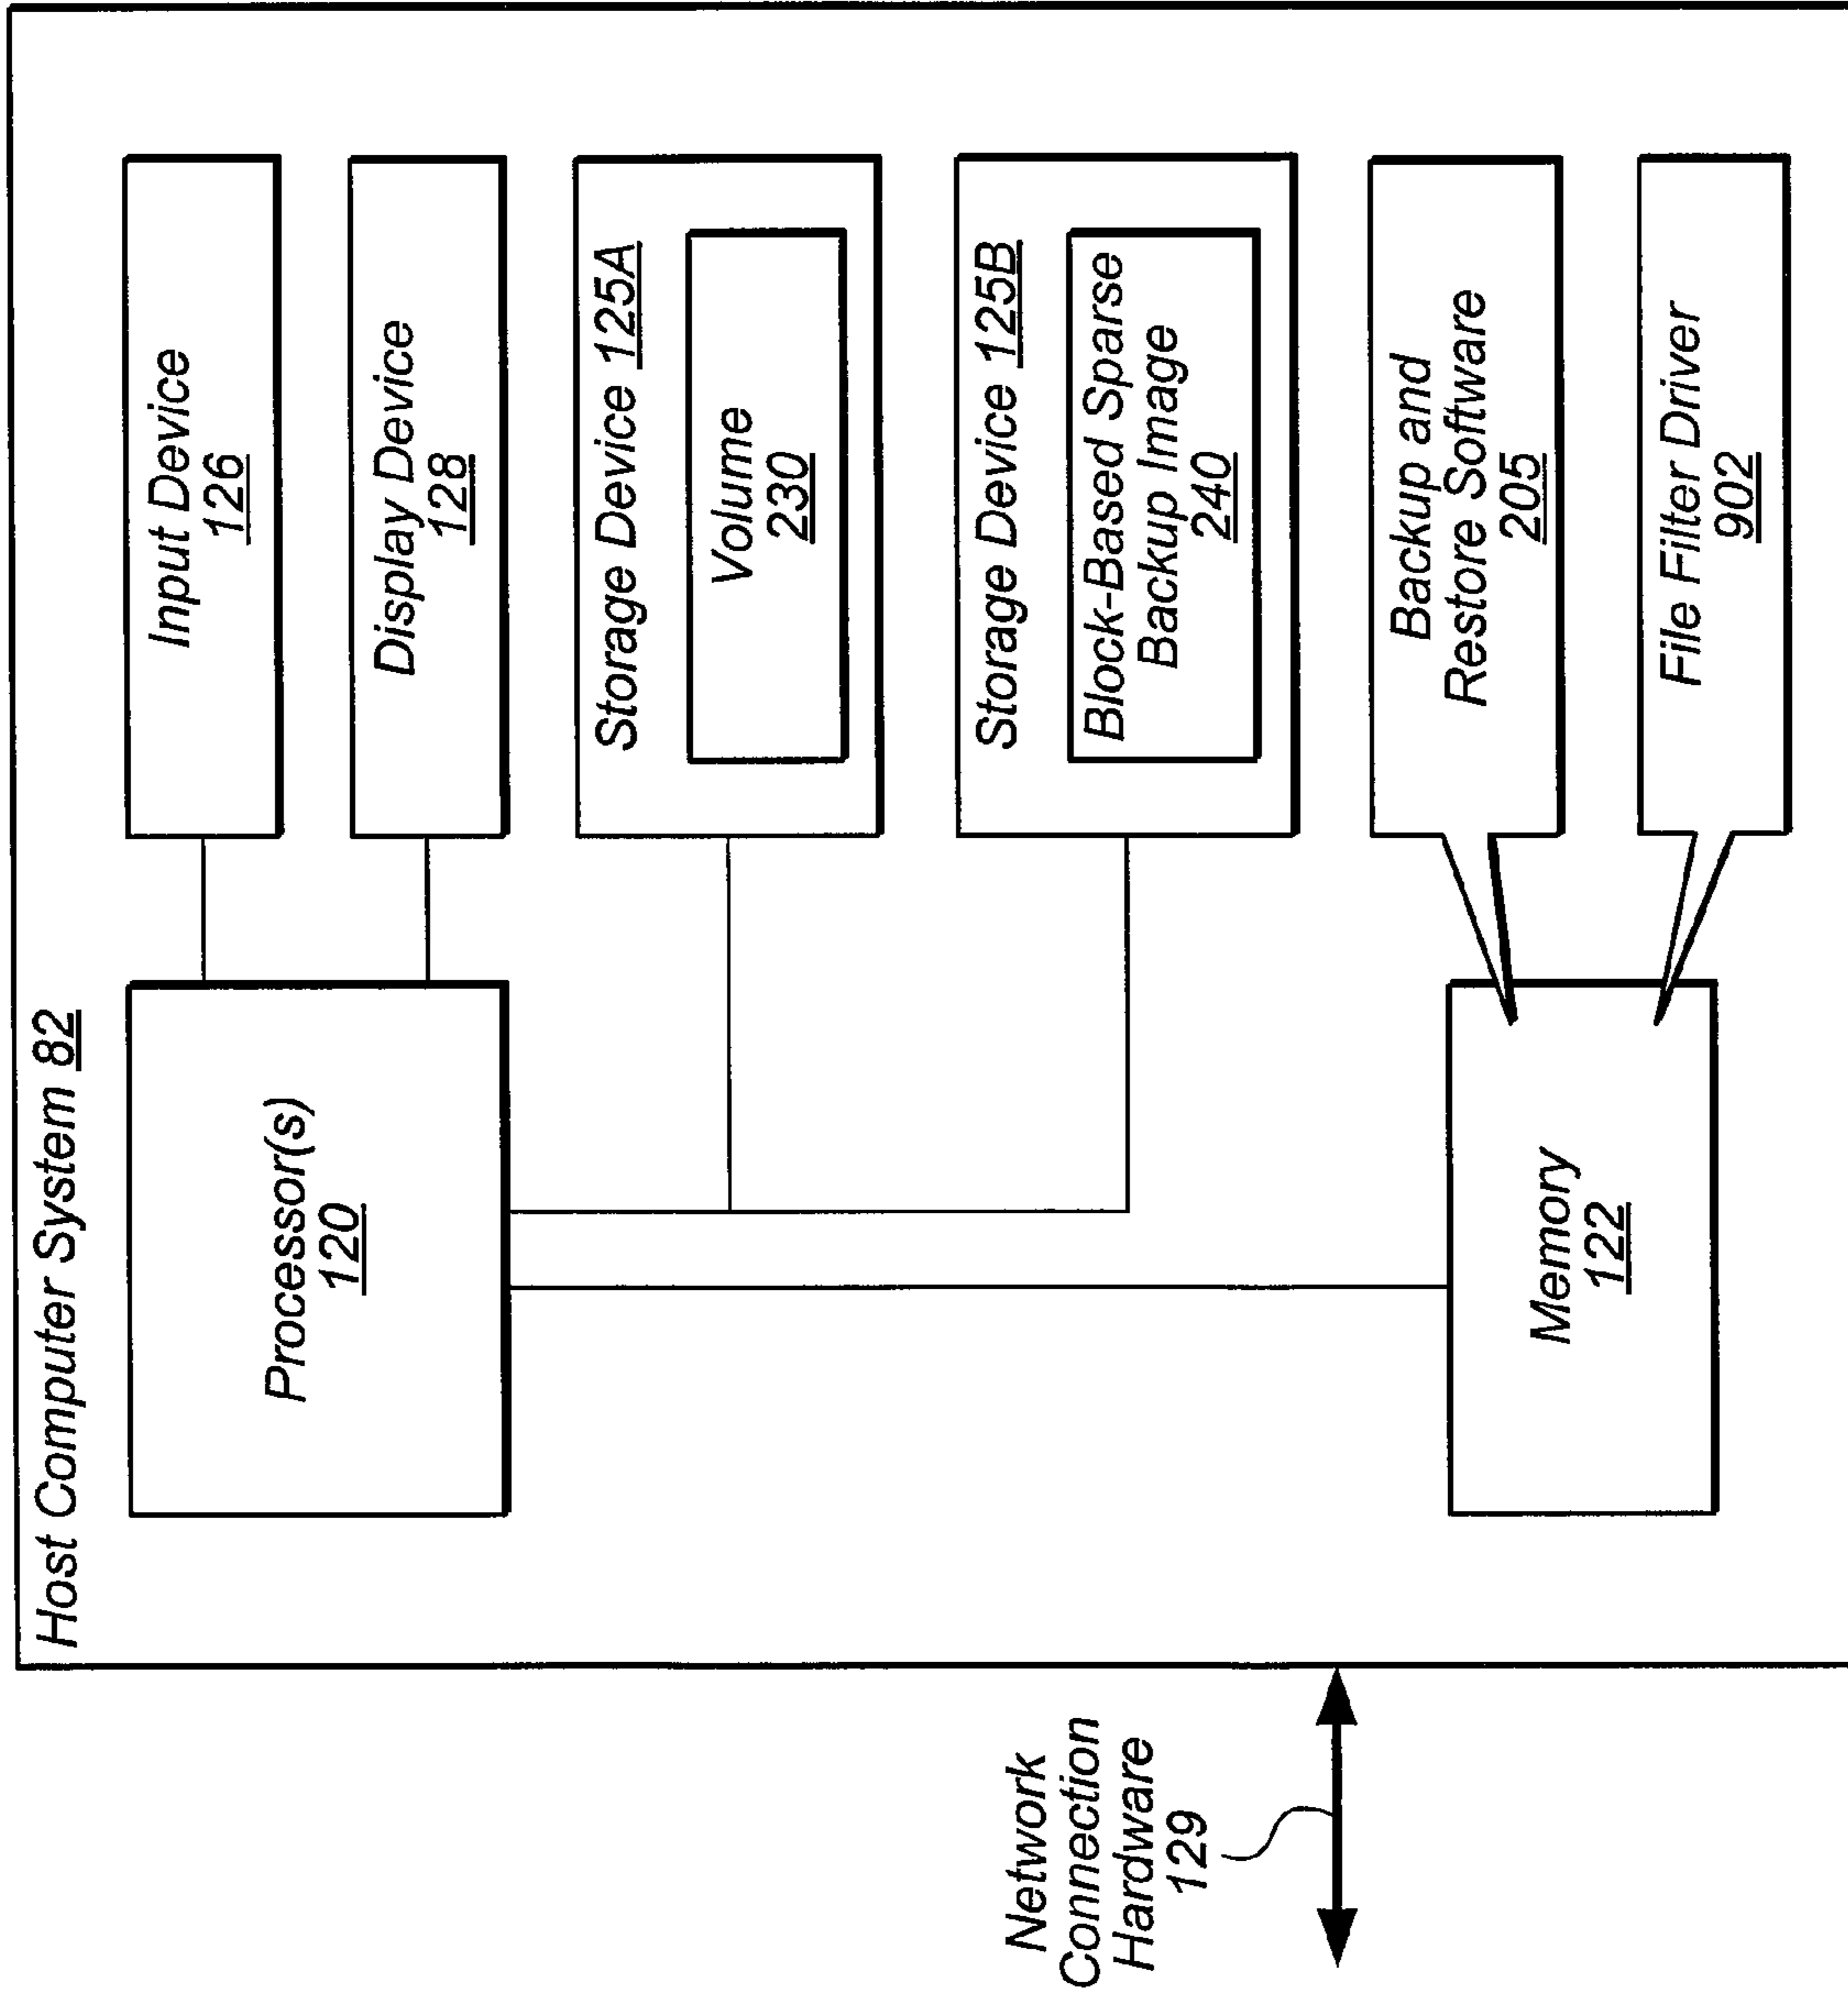 Host Computer System 82
Processor(s)
120
Input Device
126
Display Device
128
Storage Device 125A
Volume
230
Storage Device 125B
Block-Based Sparse
Backup Image
240
Memory
122
Backup and
Restore Software
205
File Filter Driver
902
Network
Connection
Hardware
129